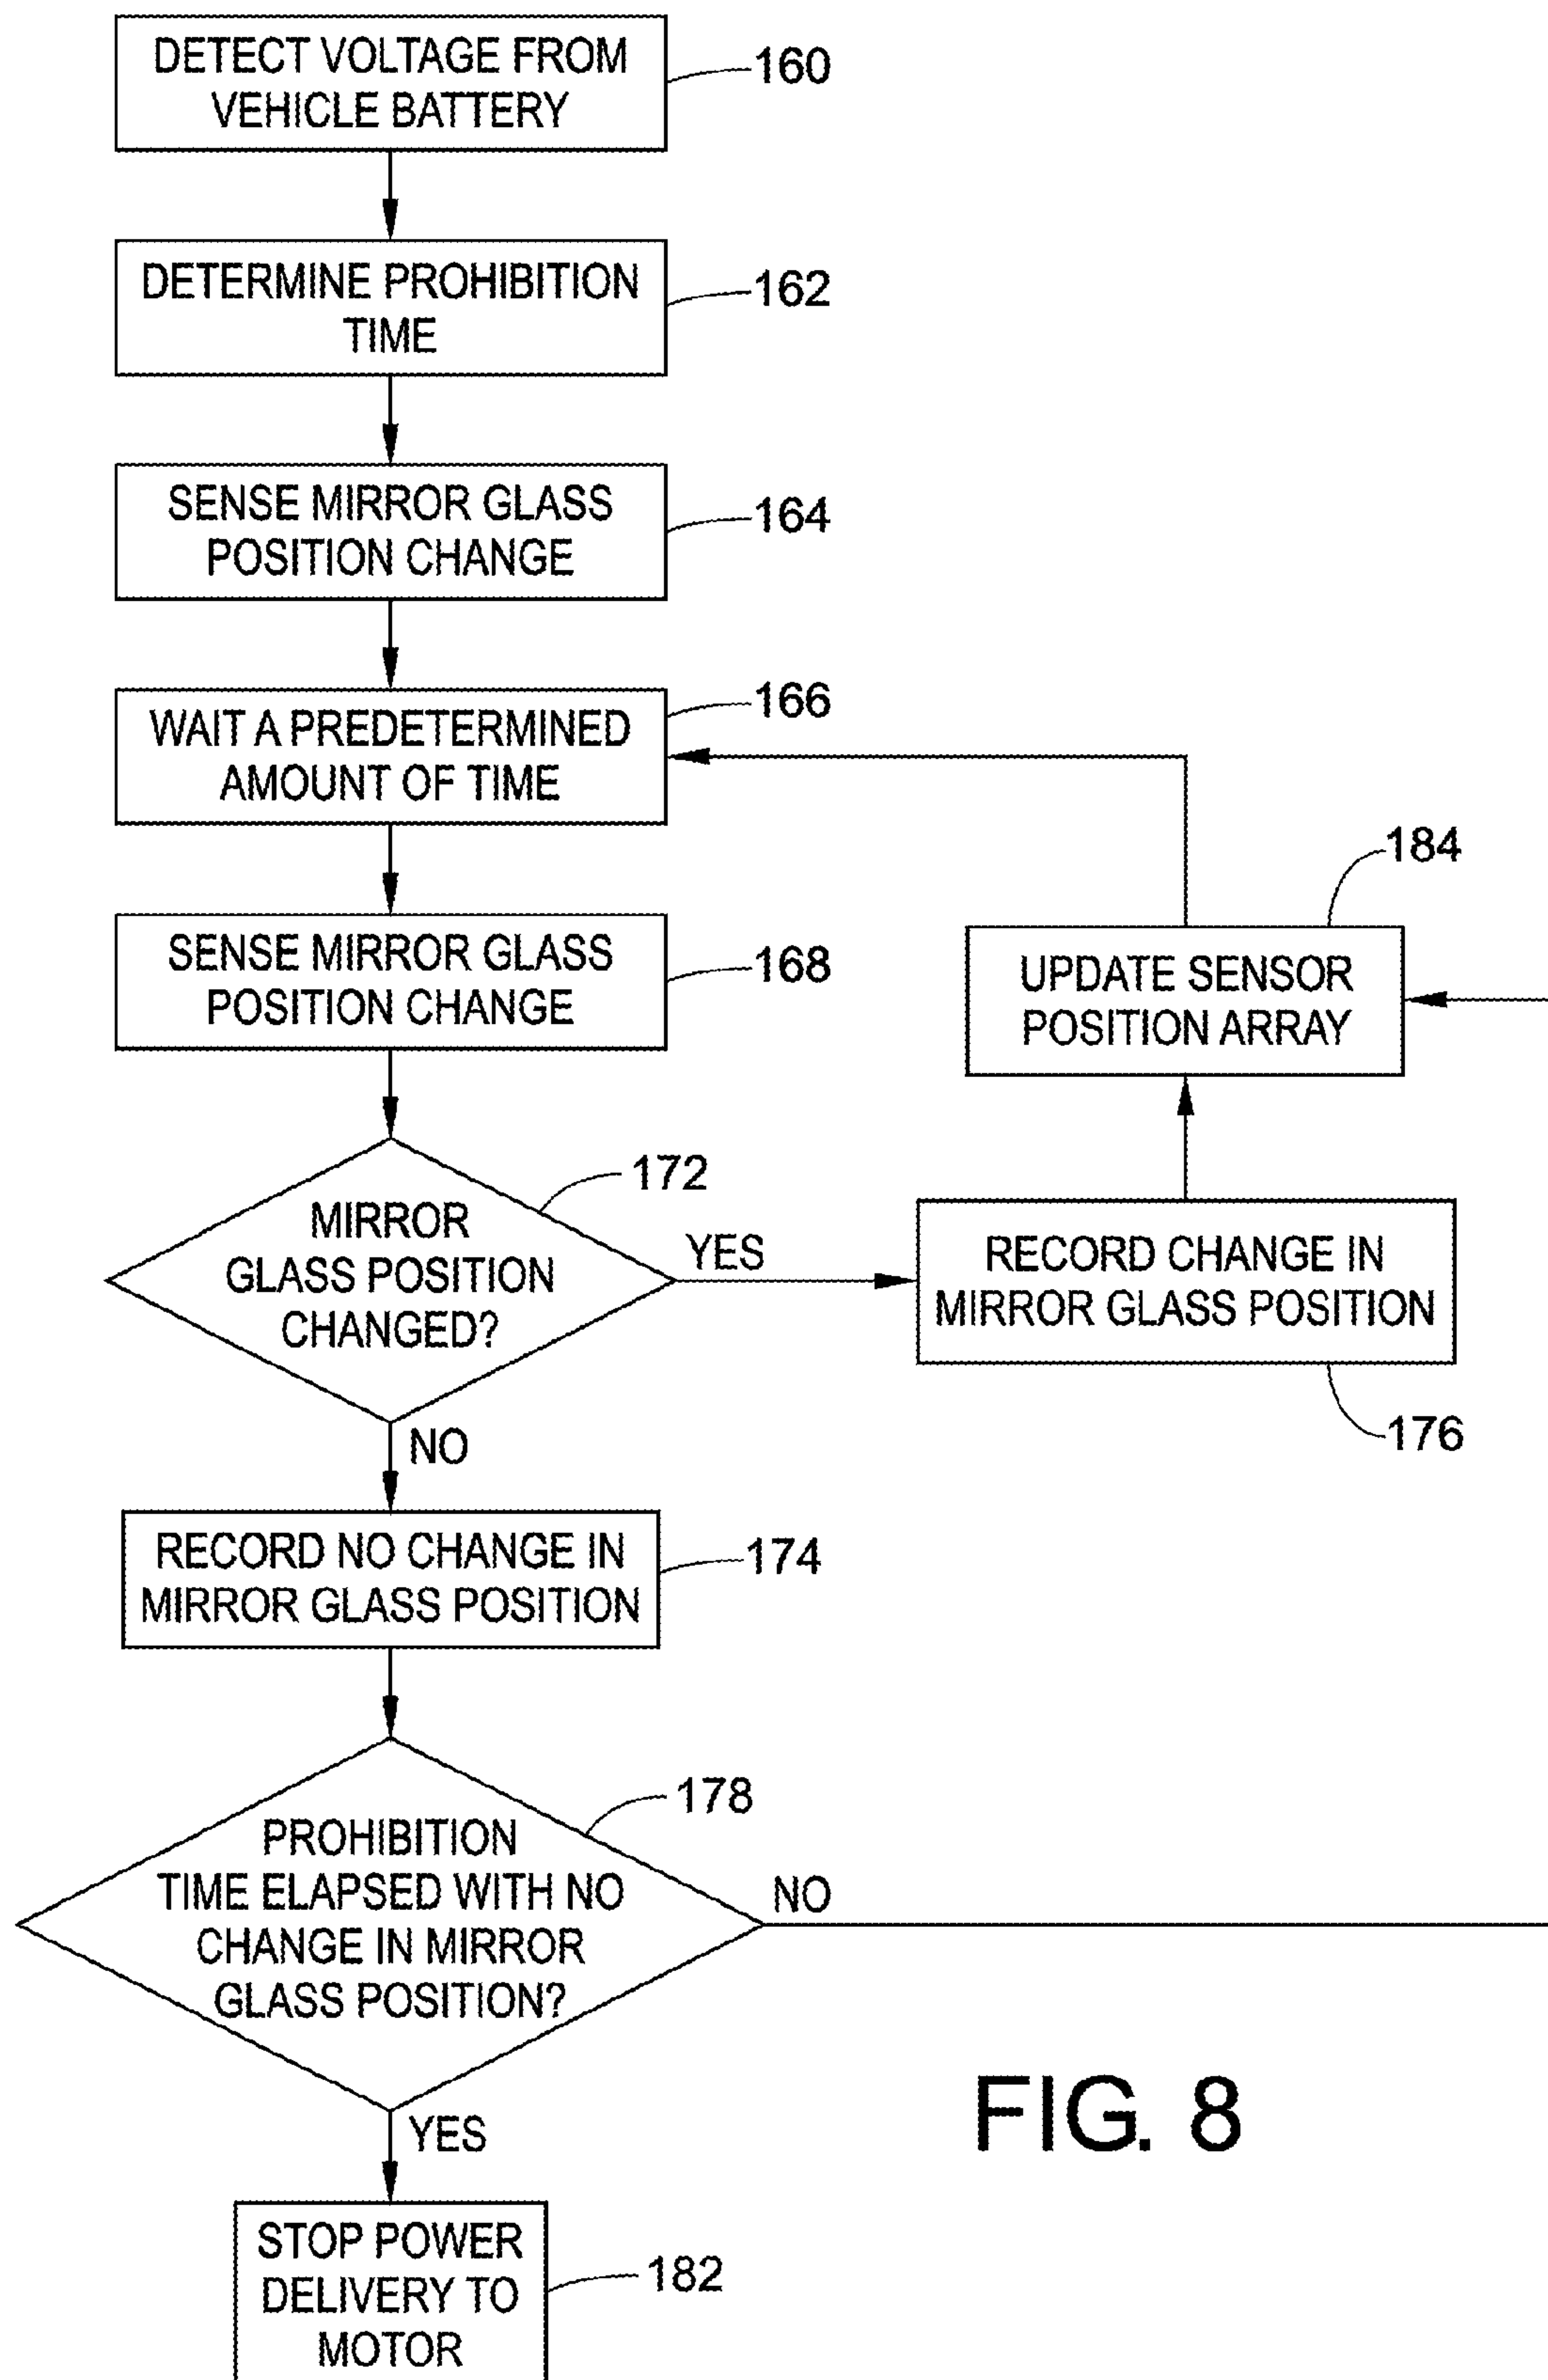 DETECT VOLTAGE FROM
VEHICLE BATTERY
160
DETERMINE PROHIBITION
TIME
162
SENSE MIRROR GLASS
POSITION CHANGE
164
WAIT A PREDETERMINED
AMOUNT OF TIME
166
SENSE MIRROR GLASS
POSITION CHANGE
168
184
UPDATE SENSOR
POSITION ARRAY
MIRROR
GLASS POSITION
CHANGED?
172
YES
RECORD CHANGE IN
MIRROR GLASS POSITION
176
NO
RECORD NO CHANGE IN
MIRROR GLASS POSITION
174
PROHIBITION
TIME ELAPSED WITH NO
CHANGE IN MIRROR
GLASS POSITION?
178
NO
YES
STOP POWER
DELIVERY TO
MOTOR
182
FIG. 8